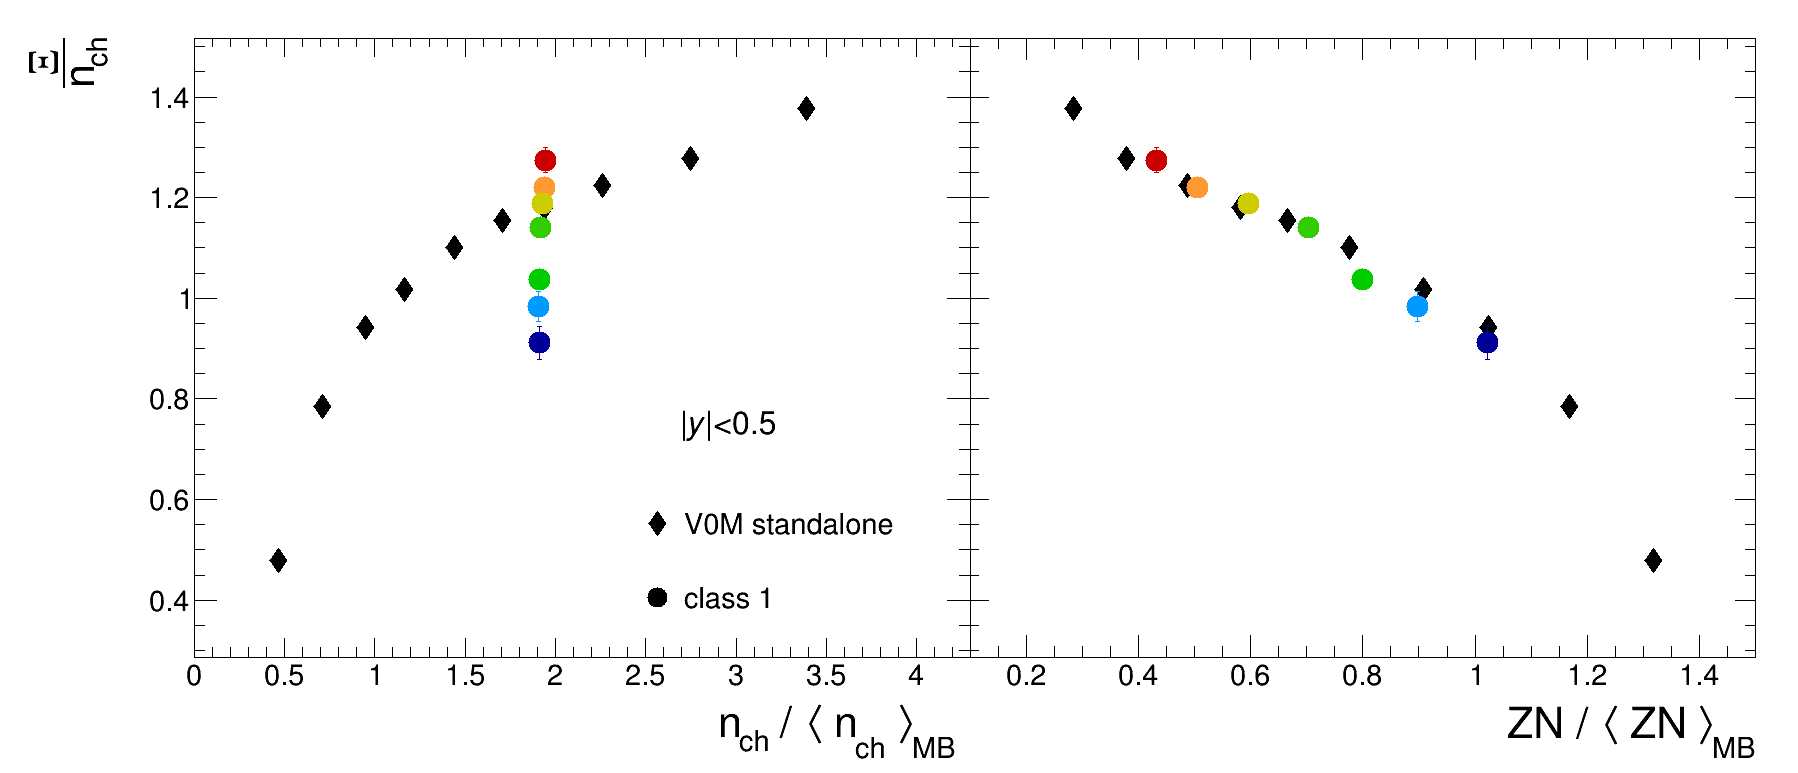 Ξ|n_ch
1.4
1.2
1
0.8
0.6
0.4
|y|<0.5
V0M standalone
class 1
0 0.5 1 1.5 2 2.5 3 3.5 4
0.2 0.4 0.6 0.8 1 1.2 1.4
n_ch / ⟨ n_ch ⟩_MB
ZN / ⟨ ZN ⟩_MB